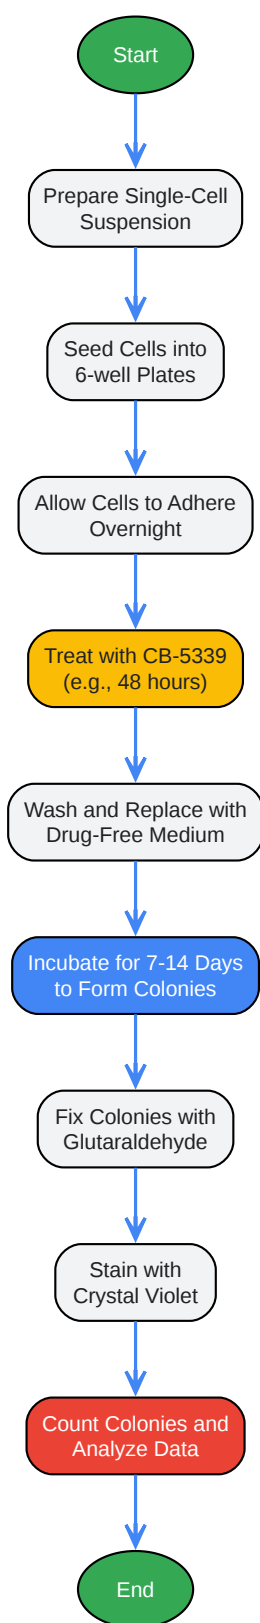 Start
Prepare Single-Cell
Suspension
Seed Cells into
6-well Plates
Allow Cells to Adhere
Overnight
Treat with CB-5339
(e.g., 48 hours)
Wash and Replace with
Drug-Free Medium
Incubate for 7-14 Days
to Form Colonies
Fix Colonies with
Glutaraldehyde
Stain with
Crystal Violet
Count Colonies and
Analyze Data
End